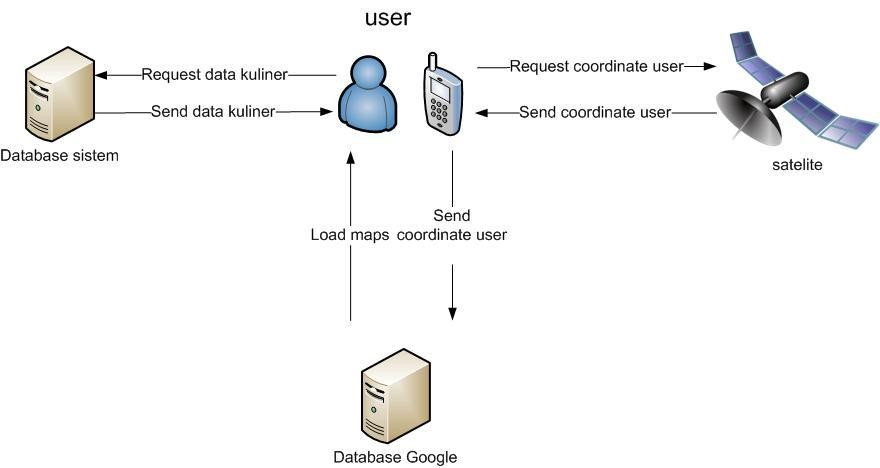 user
Request data kuliner
Request coordinate user
Send data kuliner
Send coordinate user
Database sistem
satelite
Send
Load maps coordinate user
Database Google